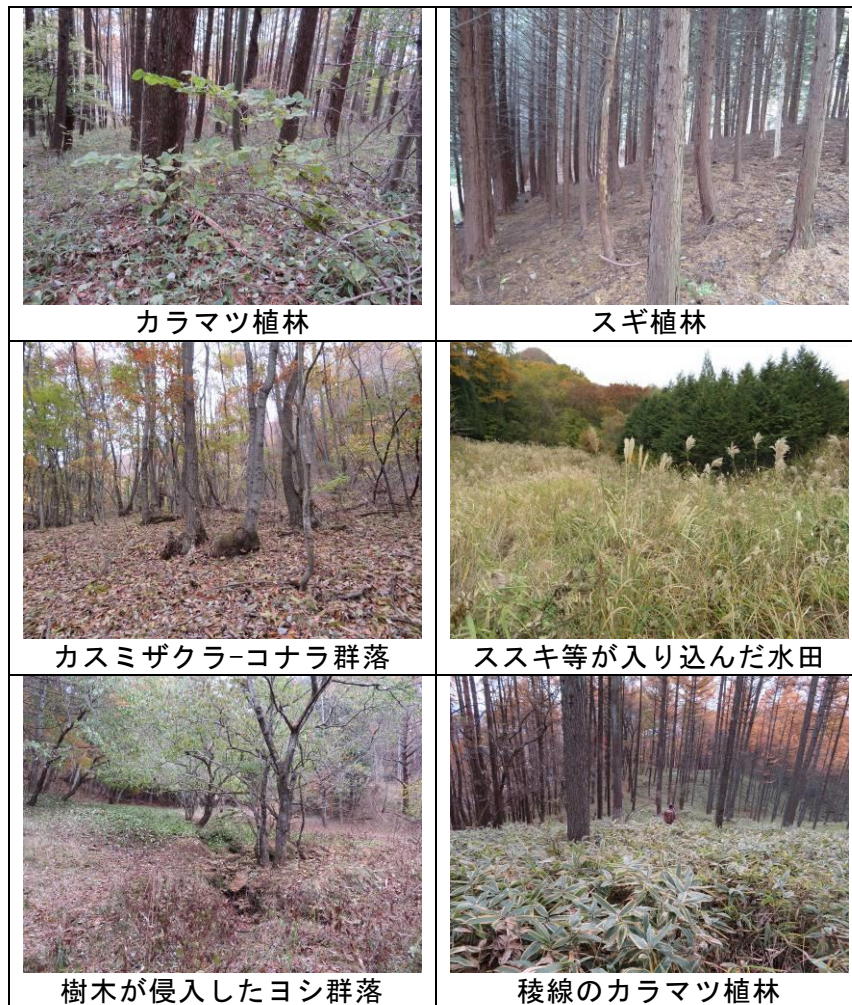 カラマツ植林
スギ植林
カスミザクラ-コナラ群落
ススキ等が入り込んだ水田
樹木が侵入したヨシ群落
稜線のカラマツ植林